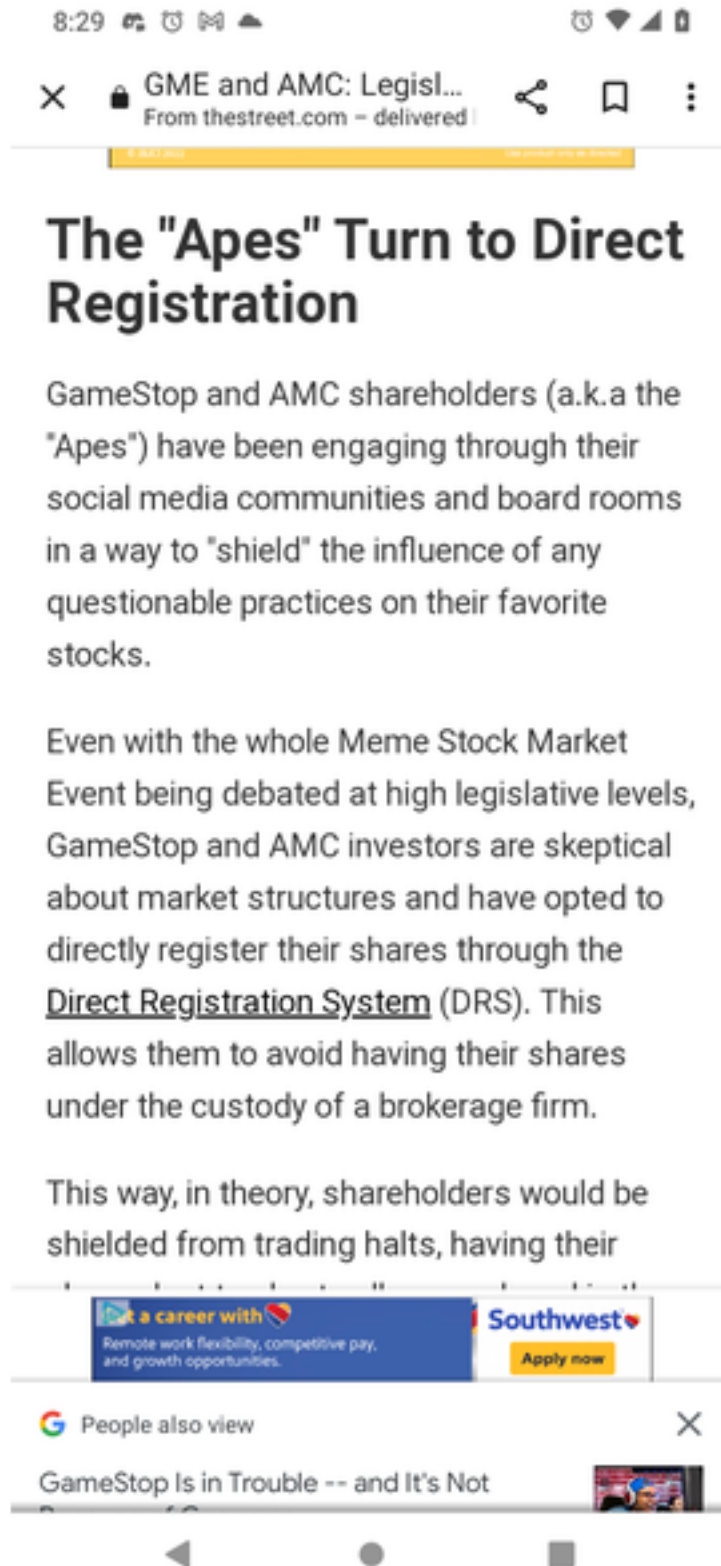 8:29
GME and AMC: Legisl...
From thestreet.com – delivered
The "Apes" Turn to Direct
Registration
GameStop and AMC shareholders (a.k.a the
"Apes") have been engaging through their
social media communities and board rooms
in a way to "shield" the influence of any
questionable practices on their favorite
stocks.
Even with the whole Meme Stock Market
Event being debated at high legislative levels,
GameStop and AMC investors are skeptical
about market structures and have opted to
directly register their shares through the
Direct Registration System (DRS). This
allows them to avoid having their shares
under the custody of a brokerage firm.
This way, in theory, shareholders would be
shielded from trading halts, having their
a career with
Southwest
Remote work flexibility, competitive pay,
and growth opportunities.
Apply now
G People also view
GameStop Is in Trouble -- and It's Not